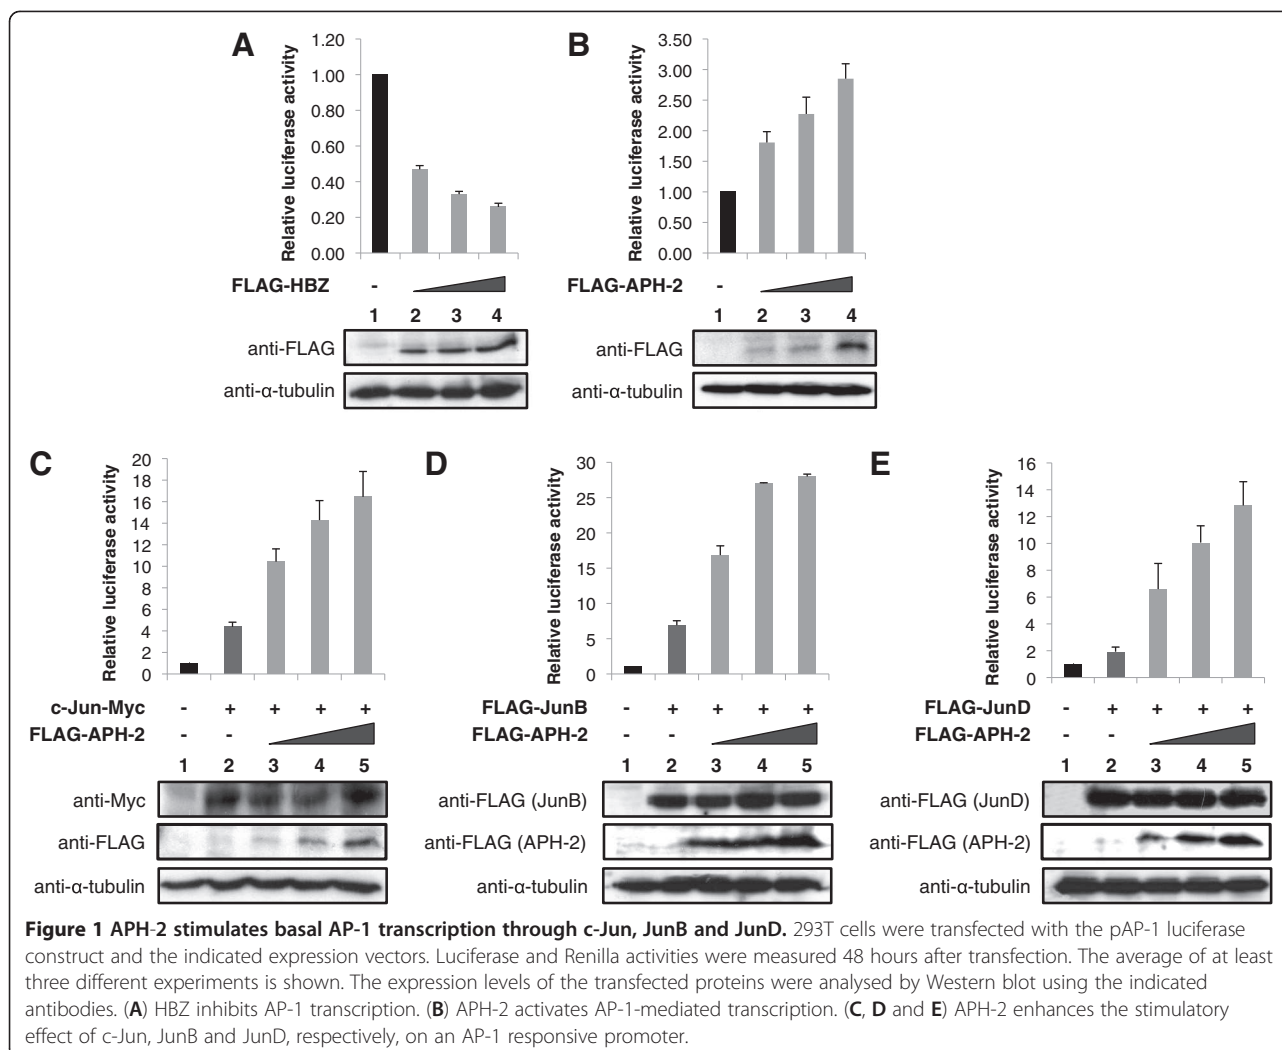 A
Relative luciferase activity
1.20
1.00
0.80
0.60
0.40
0.20
0.00
FLAG-HBZ -
1 2 3 4
anti-FLAG
anti-α-tubulin
B
Relative luciferase activity
3.50
3.00
2.50
2.00
1.50
1.00
0.50
0.00
FLAG-APH-2 -
1 2 3 4
anti-FLAG
anti-α-tubulin
C
Relative luciferase activity
20
18
16
14
12
10
8
6
4
2
0
c-Jun-Myc - + + + +
FLAG-APH-2 - -
1 2 3 4 5
anti-Myc
anti-FLAG
anti-α-tubulin
D
Relative luciferase activity
30
25
20
15
10
5
0
FLAG-JunB - + + + +
FLAG-APH-2 - -
1 2 3 4 5
anti-FLAG (JunB)
anti-FLAG (APH-2)
anti-α-tubulin
E
Relative luciferase activity
16
14
12
10
8
6
4
2
0
FLAG-JunD - + + + +
FLAG-APH-2 - -
1 2 3 4 5
anti-FLAG (JunD)
anti-FLAG (APH-2)
anti-α-tubulin
Figure 1 APH-2 stimulates basal AP-1 transcription through c-Jun, JunB and JunD. 293T cells were transfected with the pAP-1 luciferase
construct and the indicated expression vectors. Luciferase and Renilla activities were measured 48 hours after transfection. The average of at least
three different experiments is shown. The expression levels of the transfected proteins were analysed by Western blot using the indicated
antibodies. (A) HBZ inhibits AP-1 transcription. (B) APH-2 activates AP-1-mediated transcription. (C, D and E) APH-2 enhances the stimulatory
effect of c-Jun, JunB and JunD, respectively, on an AP-1 responsive promoter.